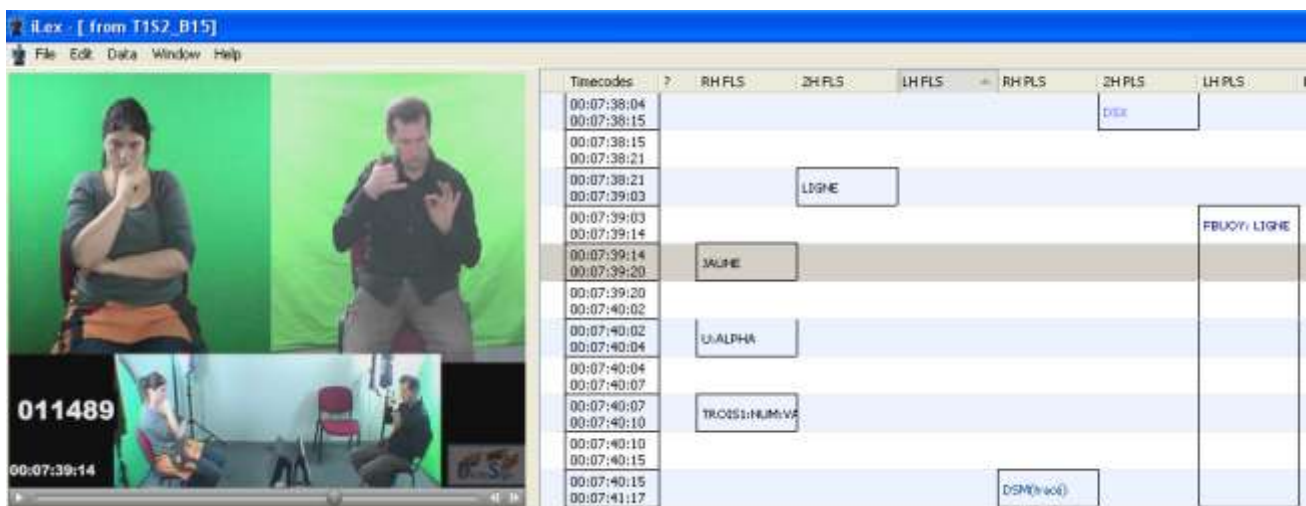 iLex - [ from T1S2_B15]
File Edit Data Window Help
Timecodes ? RH FLS 2H FLS LH FLS RH PLS 2H PLS LH PLS
00:07:38:04
00:07:38:15
DSX
00:07:38:15
00:07:38:21
00:07:38:21
00:07:39:03
LIGNE
00:07:39:03
00:07:39:14
FBUOY: LIGNE
00:07:39:14
00:07:39:20
JAUNE
00:07:39:20
00:07:40:02
00:07:40:02
00:07:40:04
U:ALPHA
00:07:40:04
00:07:40:07
00:07:40:07
00:07:40:10
TROIS1:NUM:VA
00:07:40:10
00:07:40:15
00:07:40:15
00:07:41:17
DSM(tracé)
011489
00:07:39:14